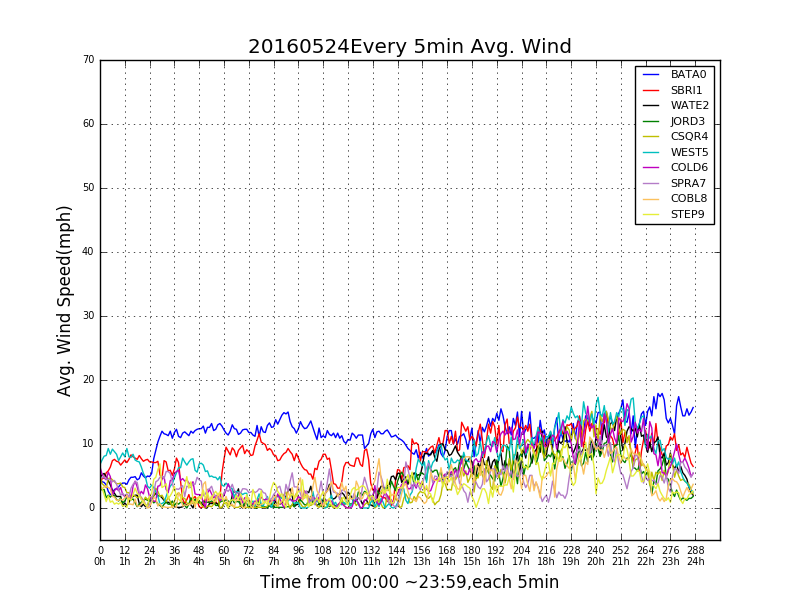 20160524Every 5min Avg. Wind
70
60
50
40
30
20
10
0
Avg. Wind Speed(mph)
BATA0
SBRI1
WATE2
JORD3
CSQR4
WEST5
COLD6
SPRA7
COBL8
STEP9
0 12 24 36 48 60 72 84 96 108 120 132 144 156 168 180 192 204 216 228 240 252 264 276 288
0h 1h 2h 3h 4h 5h 6h 7h 8h 9h 10h 11h 12h 13h 14h 15h 16h 17h 18h 19h 20h 21h 22h 23h 24h
Time from 00:00 ~23:59,each 5min